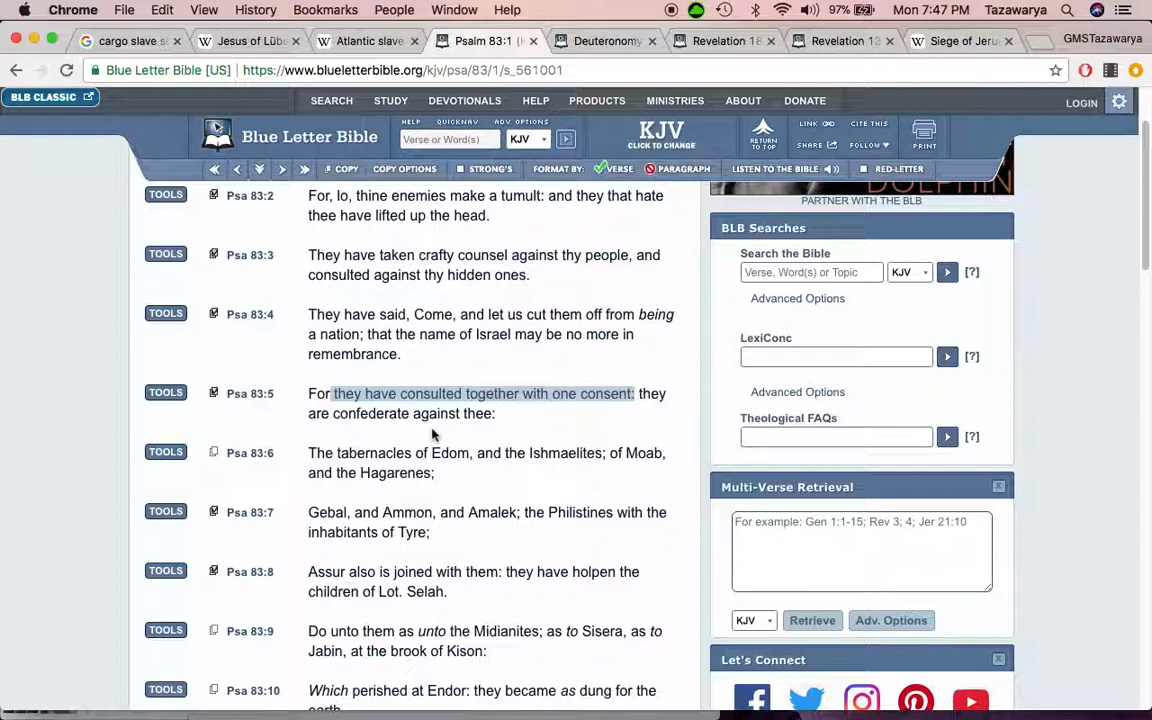 Chrome File Edit View History Bookmarks People Window Help 97% Mon 7:47 PM Tazawarya
cargo slave s Jesus of Lübe Atlantic slave Psalm 83:1 ( Deuteronomy Revelation 18 Revelation 13 Siege of Jeru GMSTazawarya
Blue Letter Bible [US] https://www.blueletterbible.org/kjv/psa/83/1/s_561001
BLB CLASSIC
SEARCH STUDY DEVOTIONALS HELP PRODUCTS MINISTRIES ABOUT DONATE LOGIN
HELP QUICKNAV ADV. OPTIONS
Blue Letter Bible Verse or Word(s) KJV
KJV
CLICK TO CHANGE
RETURN
TO TOP
LINK CITE THIS
SHARE FOLLOW
PRINT
COPY COPY OPTIONS STRONG'S FORMAT BY: VERSE PARAGRAPH LISTEN TO THE BIBLE RED-LETTER
TOOLS Psa 83:2 For, lo, thine enemies make a tumult: and they that hate
thee have lifted up the head.
TOOLS Psa 83:3 They have taken crafty counsel against thy people, and
consulted against thy hidden ones.
TOOLS Psa 83:4 They have said, Come, and let us cut them off from being
a nation; that the name of Israel may be no more in
remembrance.
TOOLS Psa 83:5 For they have consulted together with one consent: they
are confederate against thee:
TOOLS Psa 83:6 The tabernacles of Edom, and the Ishmaelites; of Moab,
and the Hagarenes;
TOOLS Psa 83:7 Gebal, and Ammon, and Amalek; the Philistines with the
inhabitants of Tyre;
TOOLS Psa 83:8 Assur also is joined with them: they have holpen the
children of Lot. Selah.
TOOLS Psa 83:9 Do unto them as unto the Midianites; as to Sisera, as to
Jabin, at the brook of Kison:
TOOLS Psa 83:10 Which perished at Endor: they became as dung for the
earth.
DOLPHIN
PARTNER WITH THE BLB
BLB Searches
Search the Bible
Verse, Word(s) or Topic KJV [?]
Advanced Options
LexiConc
[?]
Advanced Options
Theological FAQs
[?]
Multi-Verse Retrieval
For example: Gen 1:1-15; Rev 3; 4; Jer 21:10
KJV Retrieve Adv. Options
Let's Connect